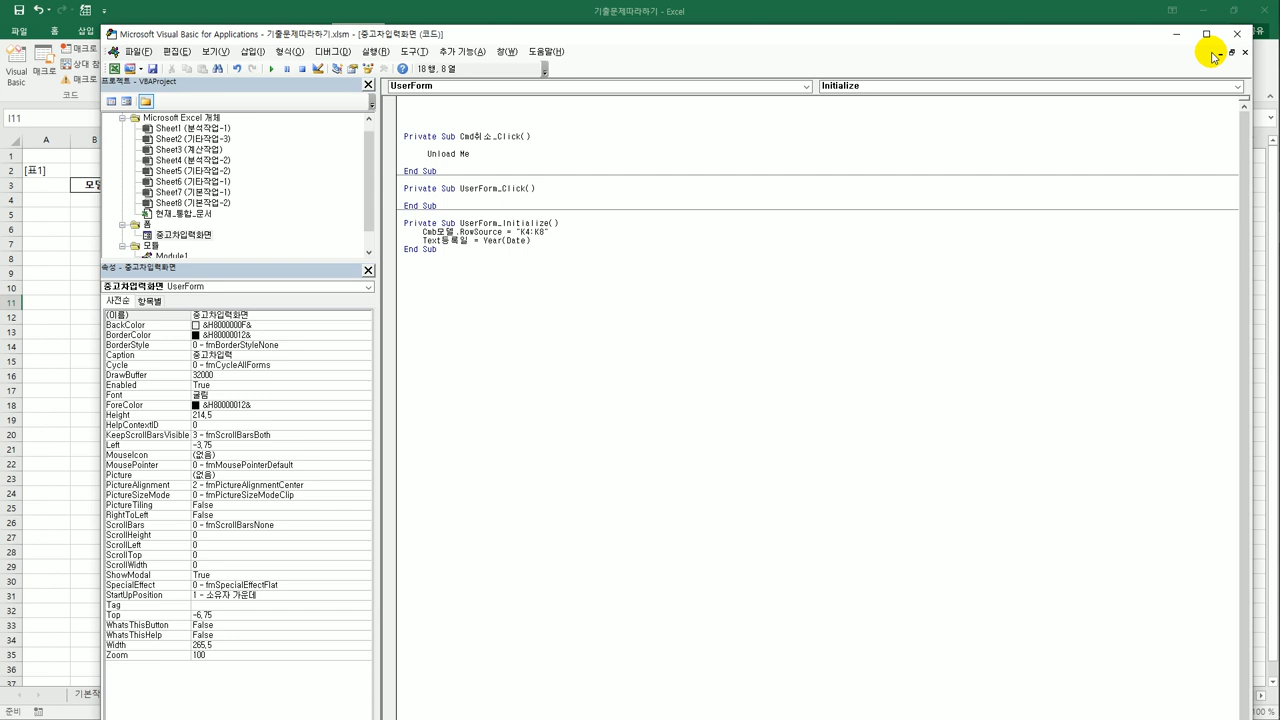 기출문제따라하기 - Excel
파일 홈 삽입
Microsoft Visual Basic for Applications - 기출문제따라하기.xlsm - [중고차입력화면 (코드)]
파일(F) 편집(E) 보기(V) 삽입(I) 형식(O) 디버그(D) 실행(R) 도구(T) 추가 기능(A) 창(W) 도움말(H)
18 행, 8 열
Visual Basic
매크로
매크로
상대 참
매크로
코드
I11
프로젝트 - VBAProject
Microsoft Excel 개체
Sheet1 (분석작업-1)
Sheet2 (기타작업-3)
Sheet3 (계산작업)
Sheet4 (분석작업-2)
Sheet5 (기타작업-2)
Sheet6 (기타작업-1)
Sheet7 (기본작업-1)
Sheet8 (기본작업-2)
현재_통합_문서
폼
중고차입력화면
모듈
Module1
속성 - 중고차입력화면
중고차입력화면 UserForm
사전순 항목별
(이름) 중고차입력화면
BackColor &H8000000F&
BorderColor &H80000012&
BorderStyle 0 - fmBorderStyleNone
Caption 중고차입력
Cycle 0 - fmCycleAllForms
DrawBuffer 32000
Enabled True
Font 굴림
ForeColor &H80000012&
Height 214,5
HelpContextID 0
KeepScrollBarsVisible 3 - fmScrollBarsBoth
Left -3,75
MouseIcon (없음)
MousePointer 0 - fmMousePointerDefault
Picture (없음)
PictureAlignment 2 - fmPictureAlignmentCenter
PictureSizeMode 0 - fmPictureSizeModeClip
PictureTiling False
RightToLeft False
ScrollBars 0 - fmScrollBarsNone
ScrollHeight 0
ScrollLeft 0
ScrollTop 0
ScrollWidth 0
ShowModal True
SpecialEffect 0 - fmSpecialEffectFlat
StartUpPosition 1 - 소유자 가운데
Tag
Top -6,75
WhatsThisButton False
WhatsThisHelp False
Width 265,5
Zoom 100
UserForm Initialize
Private Sub Cmd취소_Click()
Unload Me
End Sub
Private Sub UserForm_Click()
End Sub
Private Sub UserForm_Initialize()
Cmb모델.RowSource = "K4:K8"
Text등록일 = Year(Date)
End Sub
A B
1
2 [표1]
3
4
5
6
7
8
9
10
11
12
13
14
15
16
17
18
19
20
21
22
23
24
25
26
27
28
29
30
31
32
33
34
35
36
37
기본작
준비
100 %